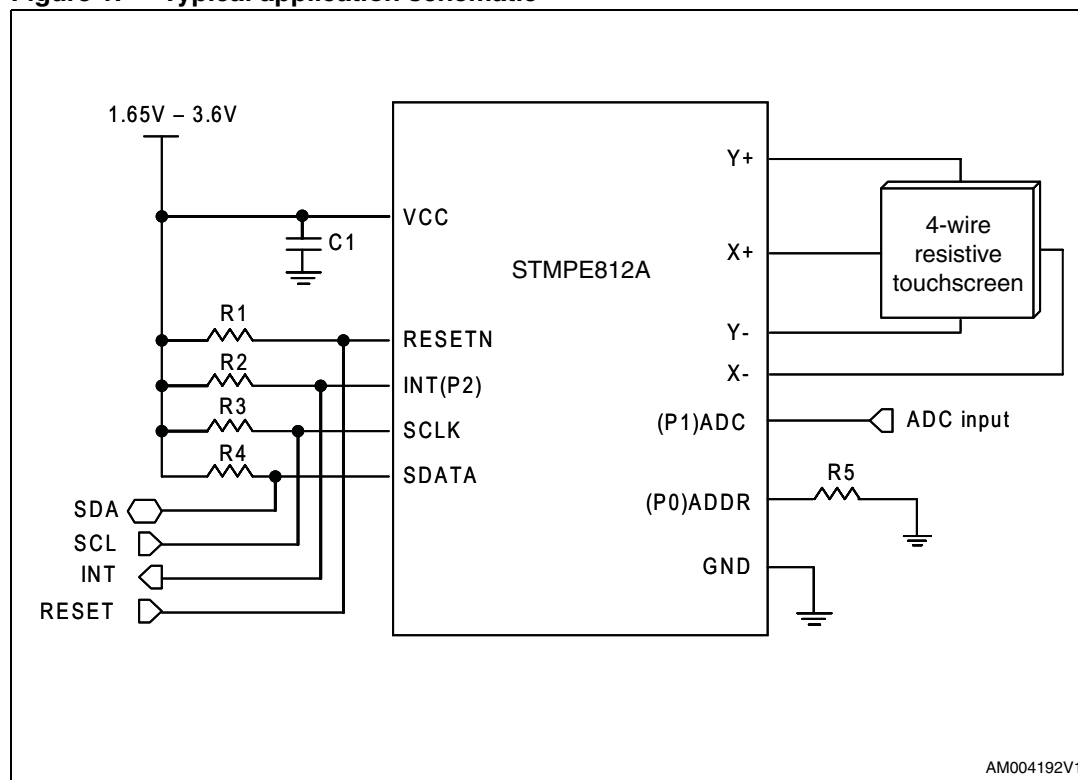 1.65V – 3.6V
VCC
C1
R1
RESETN
R2
INT(P2)
R3
SCLK
R4
SDATA
SDA
SCL
INT
RESET
STMPE812A
Y+
X+
Y-
X-
(P1)ADC
(P0)ADDR
GND
4-wire
resistive
touchscreen
ADC input
R5
AM004192V1